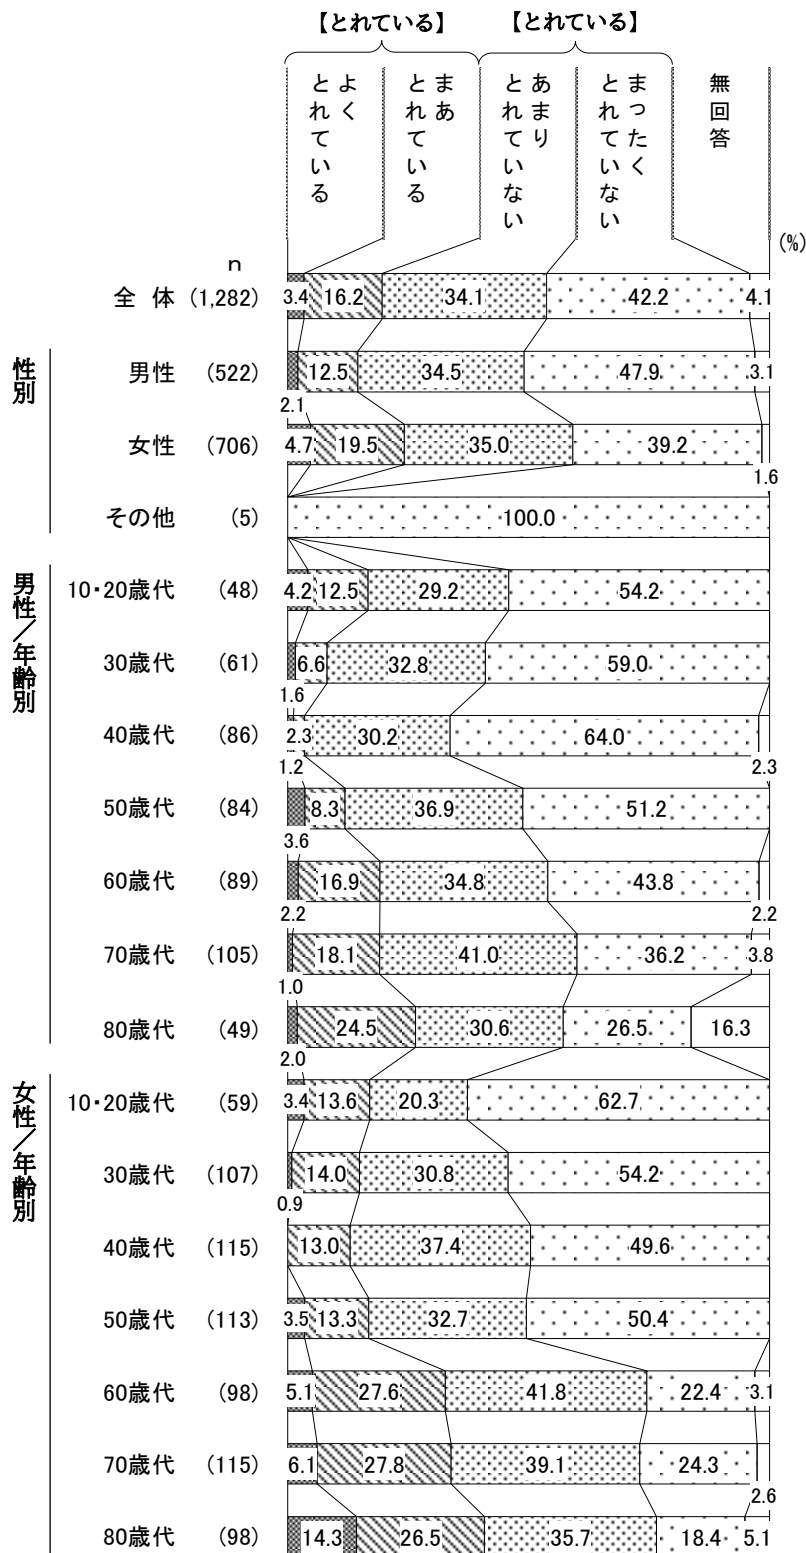 【とれている】 【とれている】
よくとれている
まあとれている
あまりとれていない
まったくとれていない
無回答
(%)
n
全 体 (1,282) 3.4 16.2 34.1 42.2 4.1
性別
男性 (522) 2.1 12.5 34.5 47.9 3.1
女性 (706) 4.7 19.5 35.0 39.2 1.6
その他 (5) 100.0
男性／年齢別
10・20歳代 (48) 4.2 12.5 29.2 54.2
30歳代 (61) 1.6 6.6 32.8 59.0
40歳代 (86) 1.2 2.3 30.2 64.0 2.3
50歳代 (84) 3.6 8.3 36.9 51.2
60歳代 (89) 2.2 16.9 34.8 43.8 2.2
70歳代 (105) 1.0 18.1 41.0 36.2 3.8
80歳代 (49) 2.0 24.5 30.6 26.5 16.3
女性／年齢別
10・20歳代 (59) 3.4 13.6 20.3 62.7
30歳代 (107) 0.9 14.0 30.8 54.2
40歳代 (115) 13.0 37.4 49.6
50歳代 (113) 3.5 13.3 32.7 50.4
60歳代 (98) 5.1 27.6 41.8 22.4 3.1
70歳代 (115) 6.1 27.8 39.1 24.3 2.6
80歳代 (98) 14.3 26.5 35.7 18.4 5.1